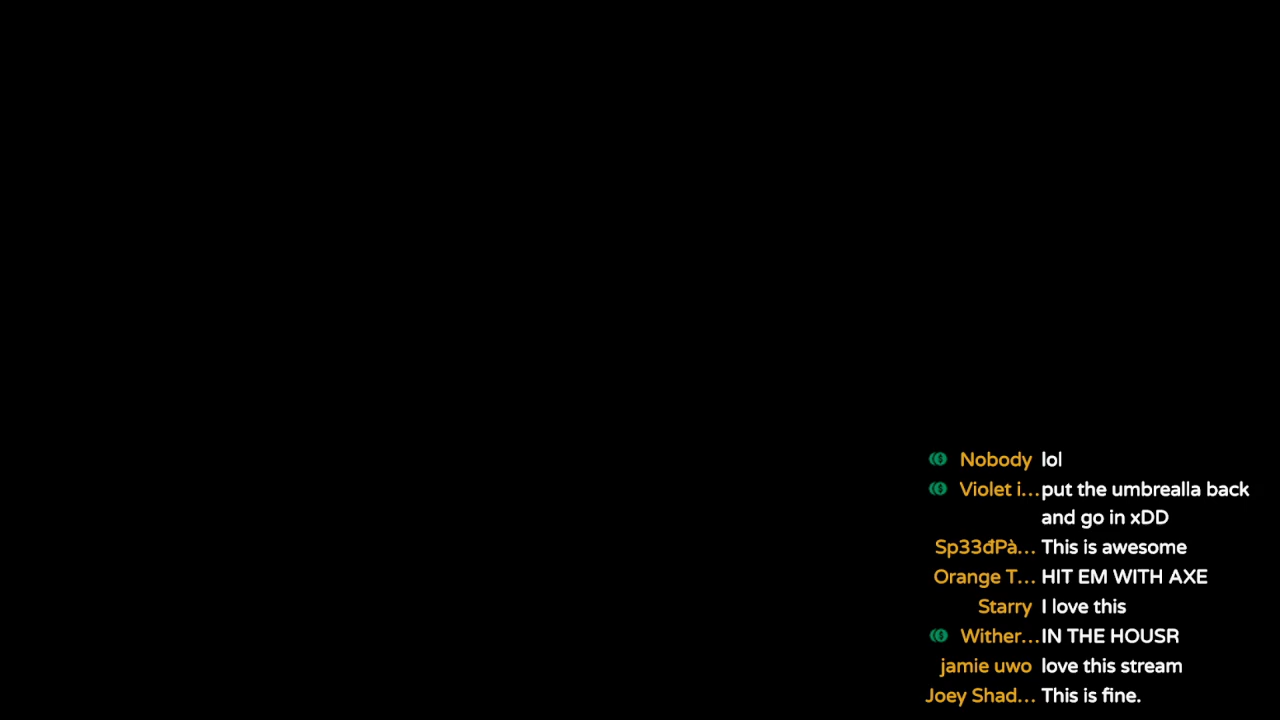 Nobody lol
Violet i... put the umbrealla back
and go in xDD
Sp33đPà... This is awesome
Orange T... HIT EM WITH AXE
Starry I love this
Wither... IN THE HOUSR
jamie uwo love this stream
Joey Shad... This is fine.